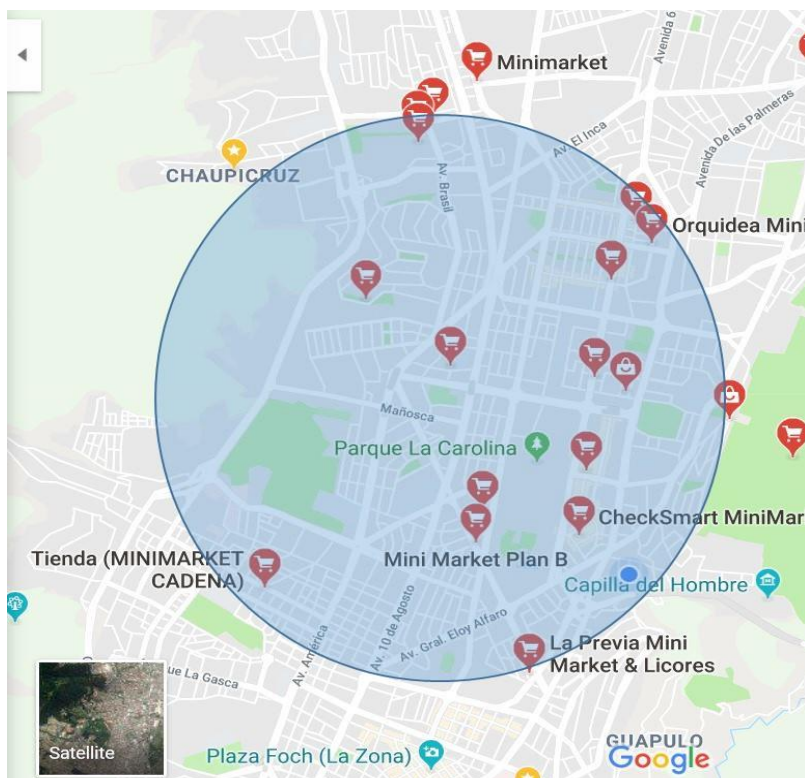 Minimarket
Avenida 6
Avenida De las Palmeras
Av. El Inca
CHAUPICRUZ
Av. Brasil
Orquidea Mini
Mañosca
Parque La Carolina
CheckSmart MiniMar
Mini Market Plan B
Tienda (MINIMARKET
CADENA)
Capilla del Hombre
Av. 10 de Agosto
Av. Gral. Eloy Alfaro
Av. América
La Previa Mini
Market & Licores
ue La Gasca
Satellite
Plaza Foch (La Zona)
GUAPULO
Google